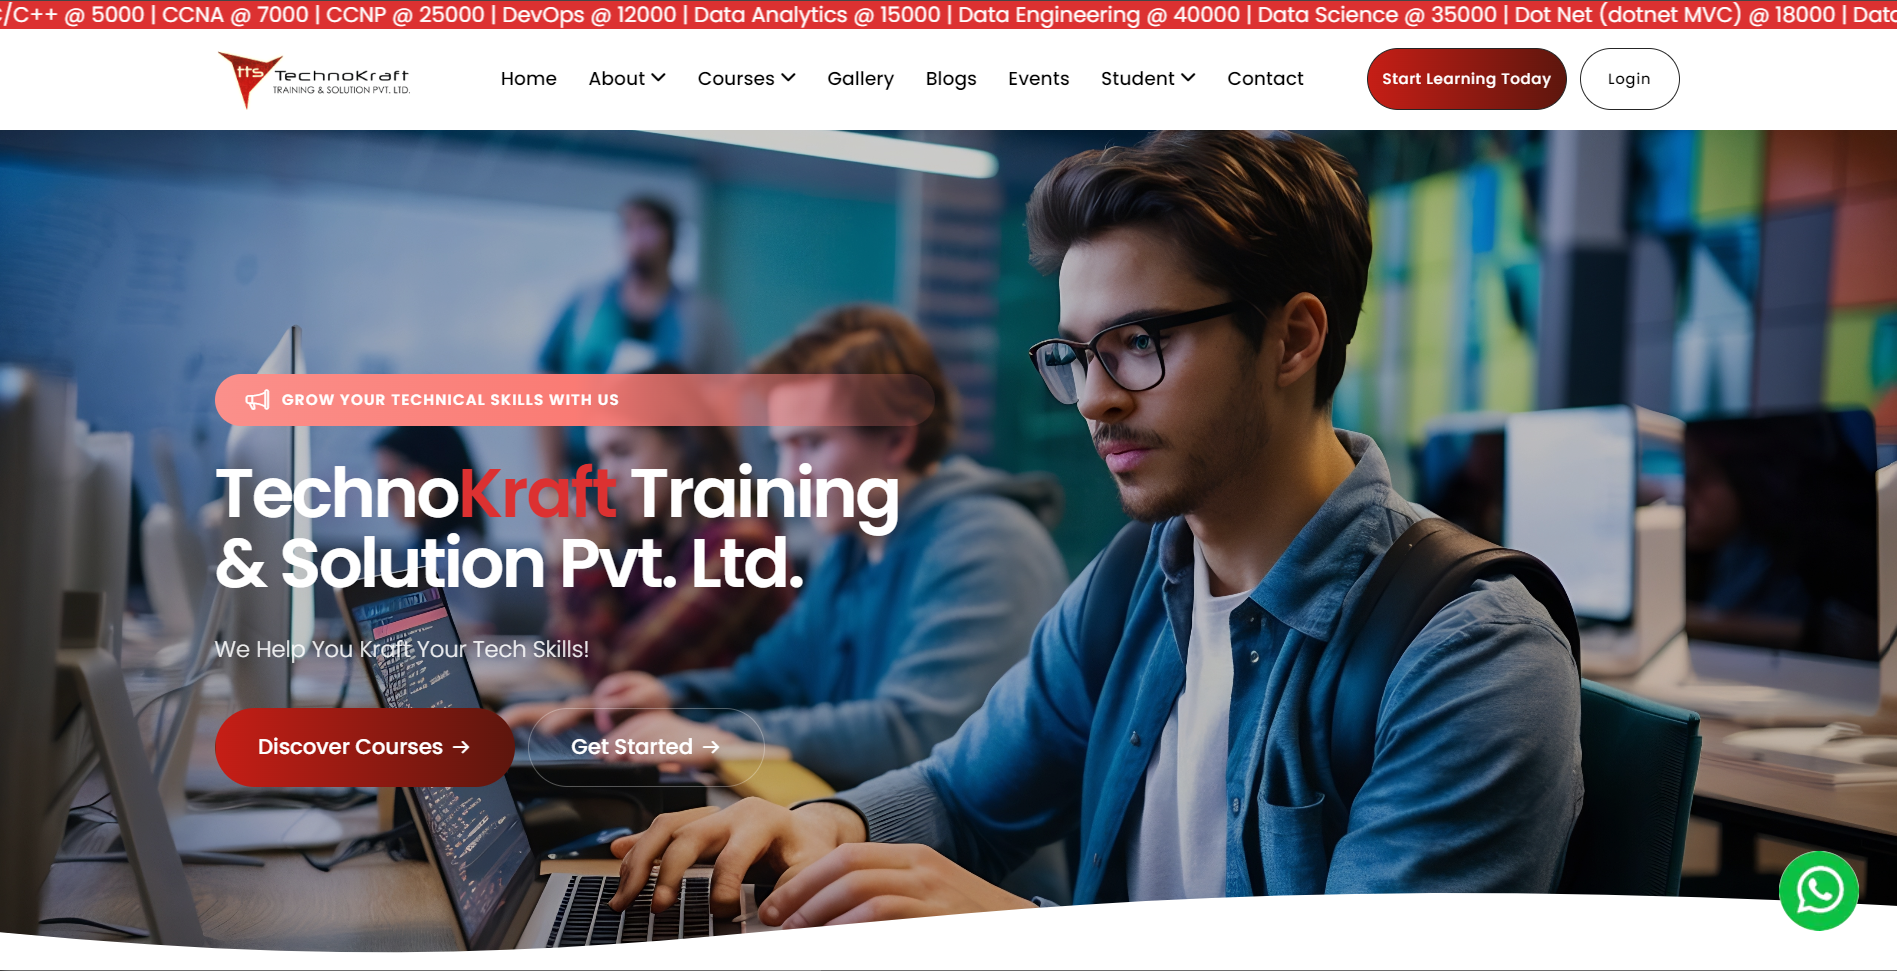 /C++ @ 5000 | CCNA @ 7000 | CCNP @ 25000 | DevOps @ 12000 | Data Analytics @ 15000 | Data Engineering @ 40000 | Data Science @ 35000 | Dot Net (dotnet MVC) @ 18000 | Data
tts TechnoKraft
TRAINING & SOLUTION PVT. LTD.
Home About Courses Gallery Blogs Events Student Contact
Start Learning Today
Login
GROW YOUR TECHNICAL SKILLS WITH US
TechnoKraft Training
& Solution Pvt. Ltd.
We Help You Kraft Your Tech Skills!
Discover Courses →
Get Started →